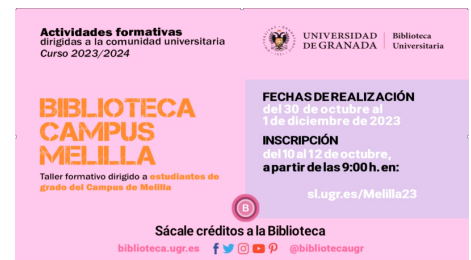 Actividades formativas
dirigidas a la comunidad universitaria
Curso 2023/2024
UNIVERSIDAD
DE GRANADA
Biblioteca
Universitaria
BIBLIOTECA
CAMPUS
MELILLA
Taller formativo dirigido a estudiantes de
grado del Campus de Melilla
FECHAS DE REALIZACIÓN
del 30 de octubre al
1 de diciembre de 2023
INSCRIPCIÓN
del 10 al 12 de octubre,
a partir de las 9:00 h. en:
sl.ugr.es/Melilla23
B
Sácale créditos a la Biblioteca
biblioteca.ugr.es
@bibliotecaugr